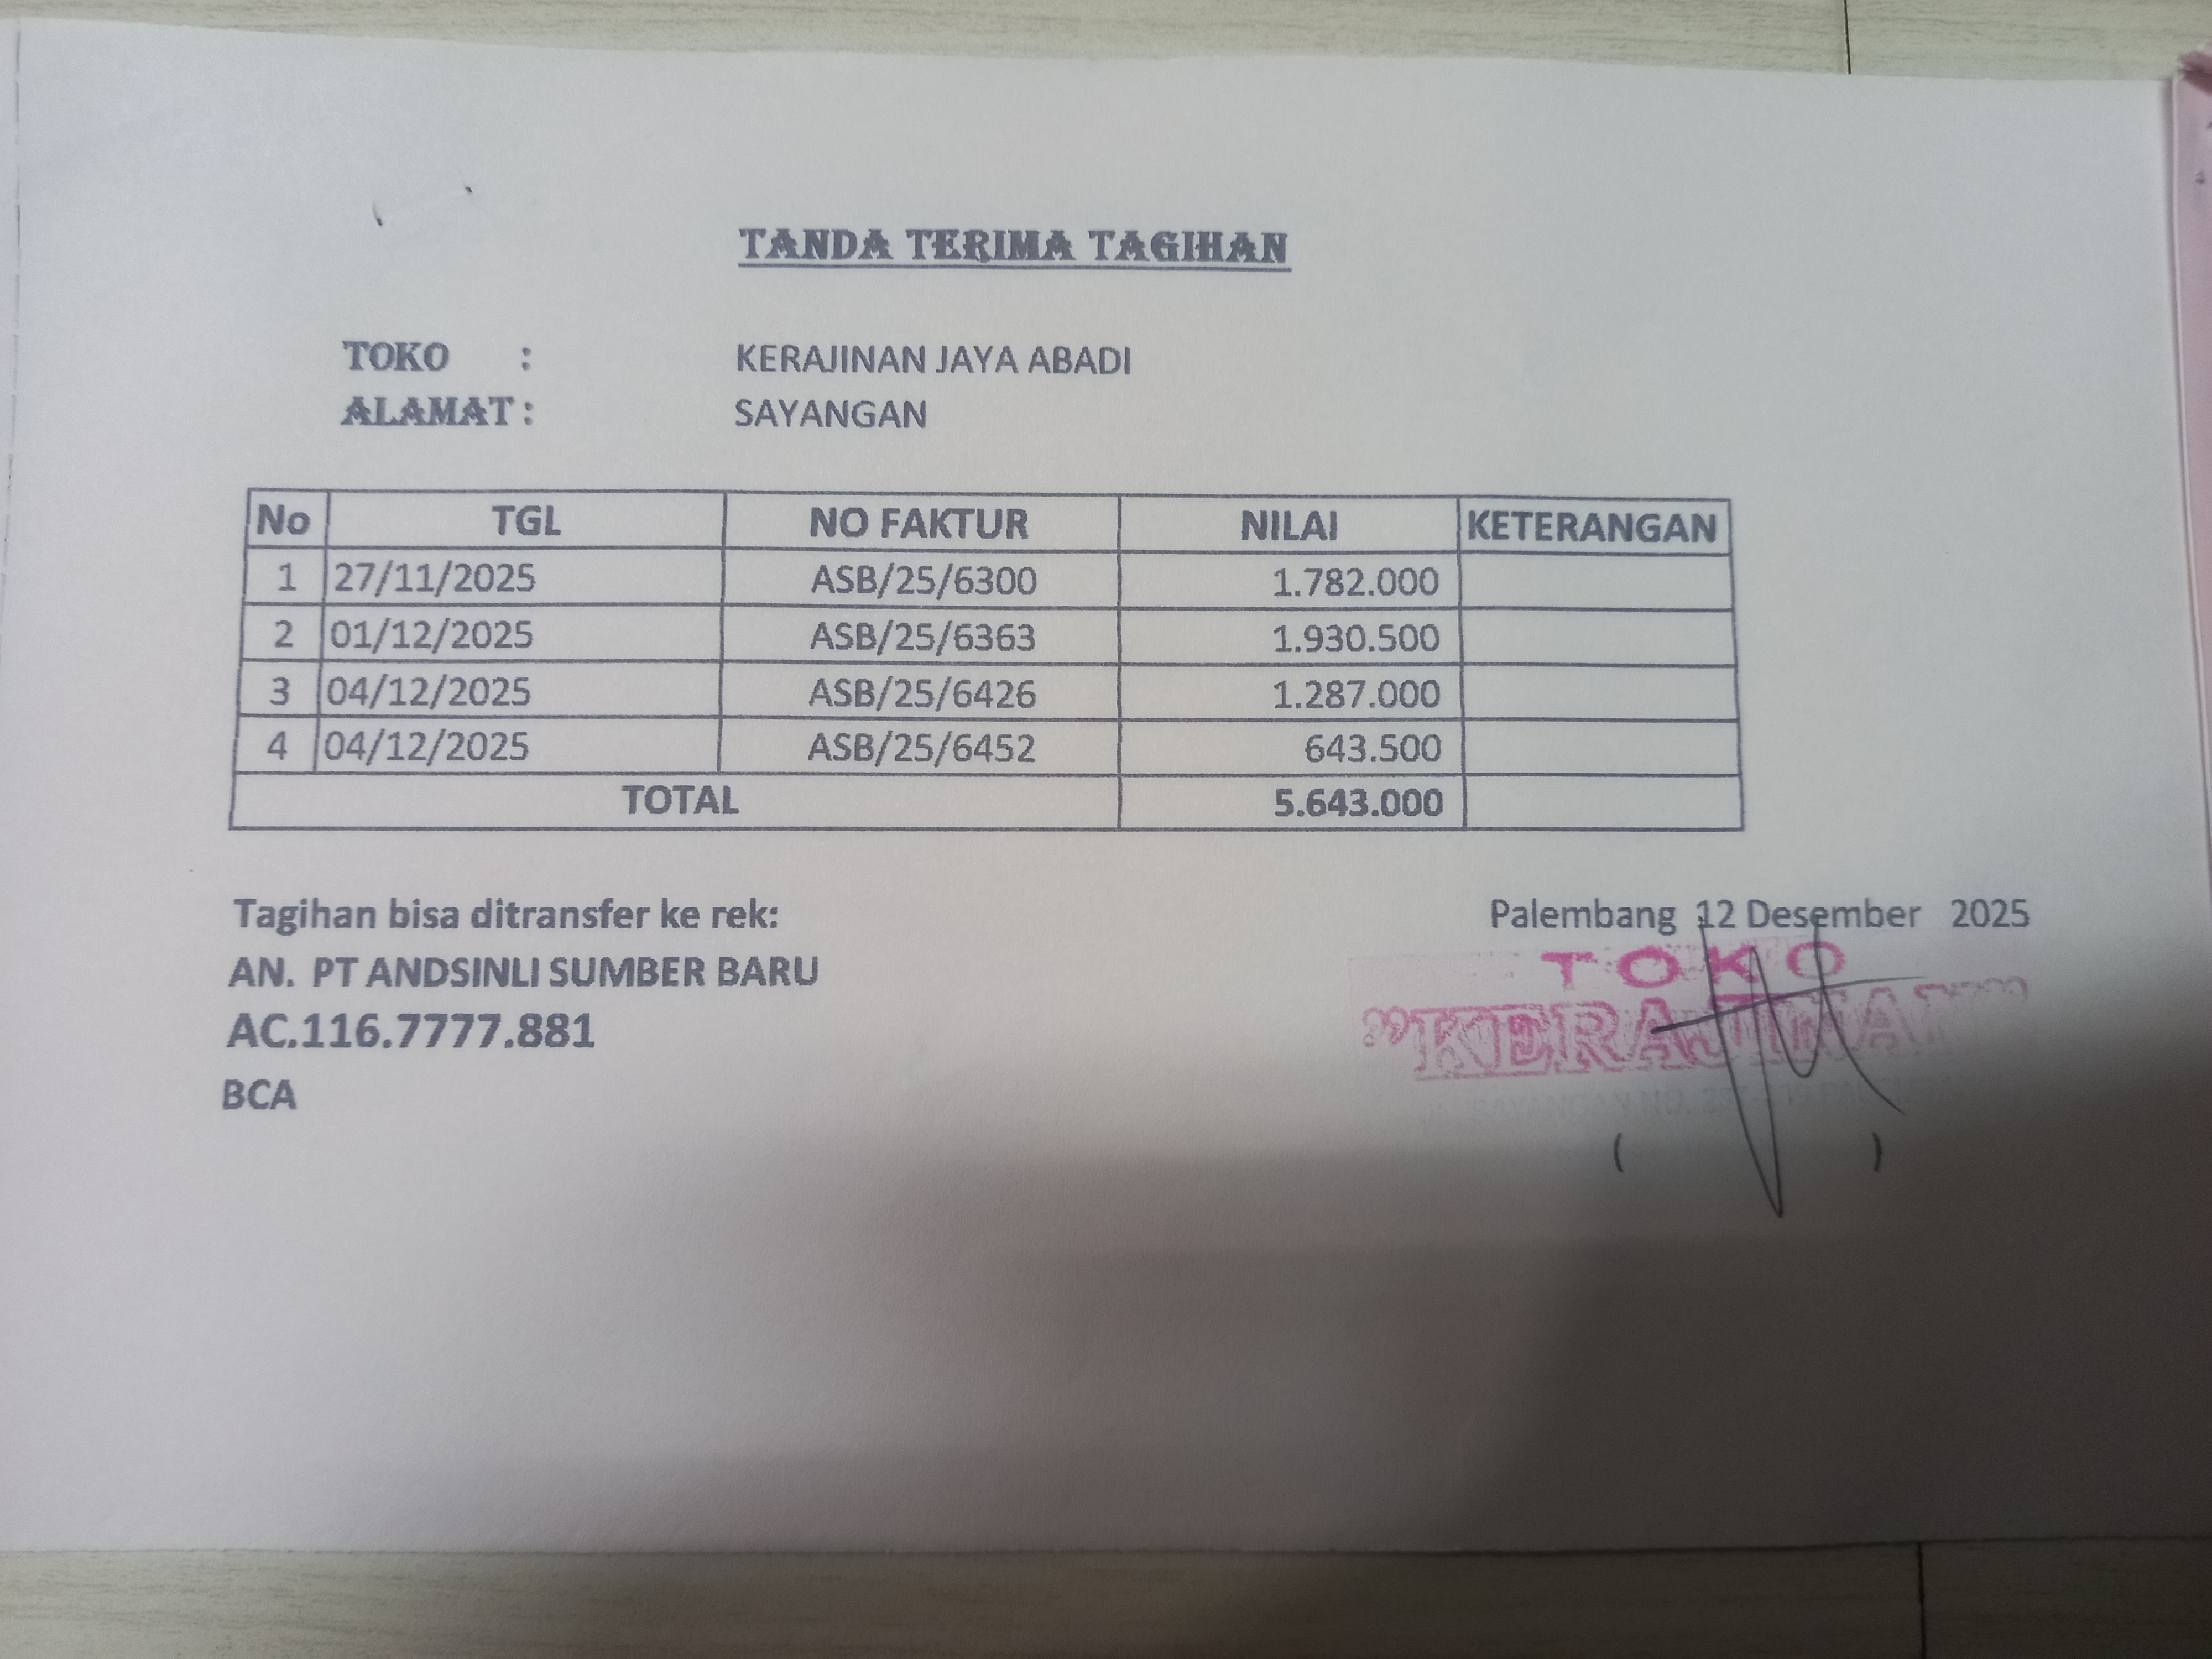 TANDA TERIMA TAGIHAN
TOKO : KERAJINAN JAYA ABADI
ALAMAT : SAYANGAN
No TGL NO FAKTUR NILAI KETERANGAN
1 27/11/2025 ASB/25/6300 1.782.000
2 01/12/2025 ASB/25/6363 1.930.500
3 04/12/2025 ASB/25/6426 1.287.000
4 04/12/2025 ASB/25/6452 643.500
TOTAL 5.643.000
Tagihan bisa ditransfer ke rek:
AN. PT ANDSINLI SUMBER BARU
AC.116.7777.881
BCA
Palembang 12 Desember 2025
TOKO
"KERAJINAN"
SAYANGAN NO.
( )